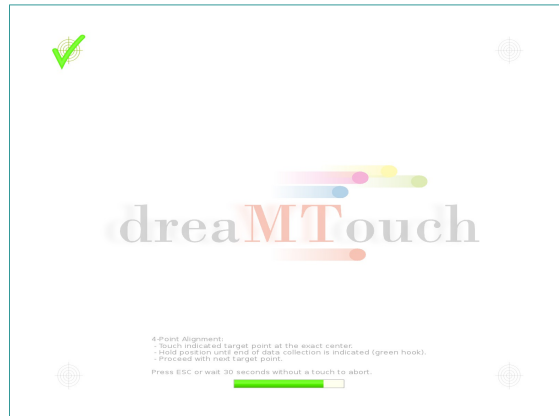 dreaMTouch
4-Point Alignment:
- Touch indicated target point at the exact center.
- Hold position until end of data collection is indicated (green hook).
- Proceed with next target point.
Press ESC or wait 30 seconds without a touch to abort.